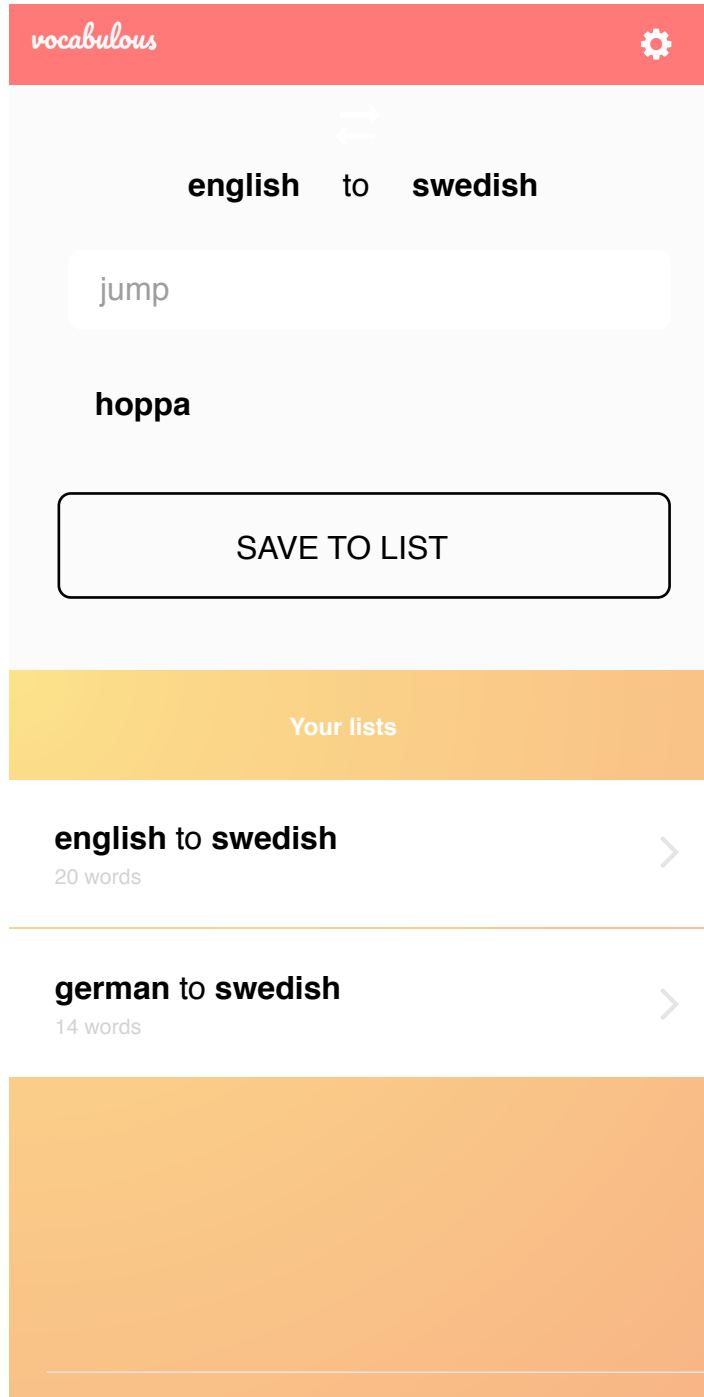 vocabulous
english to swedish
jump
hoppa
SAVE TO LIST
Your lists
english to swedish
20 words
german to swedish
14 words